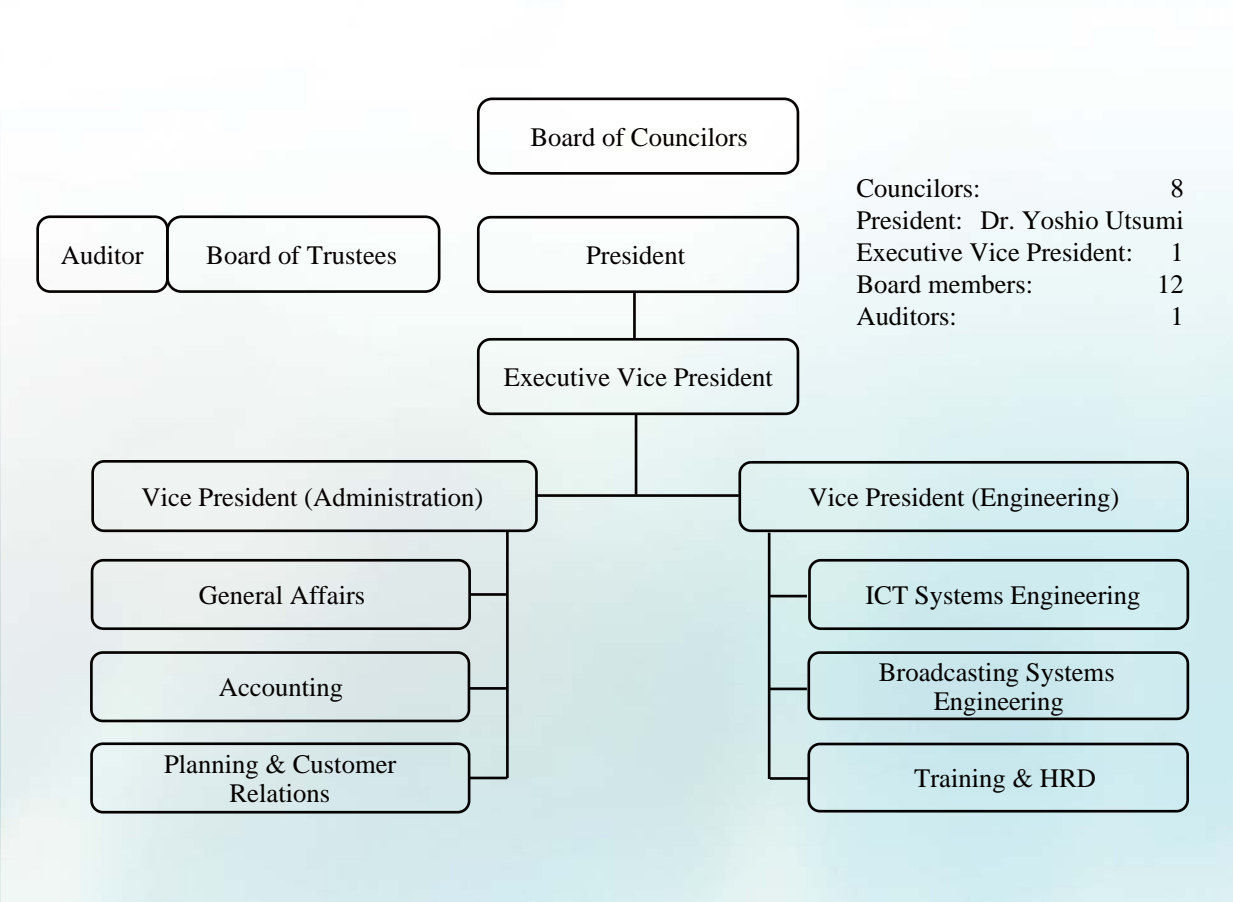 Board of Councilors
Councilors: 8
President: Dr. Yoshio Utsumi
Executive Vice President: 1
Board members: 12
Auditors: 1
Auditor
Board of Trustees
President
Executive Vice President
Vice President (Administration)
Vice President (Engineering)
General Affairs
Accounting
Planning & Customer
Relations
ICT Systems Engineering
Broadcasting Systems
Engineering
Training & HRD